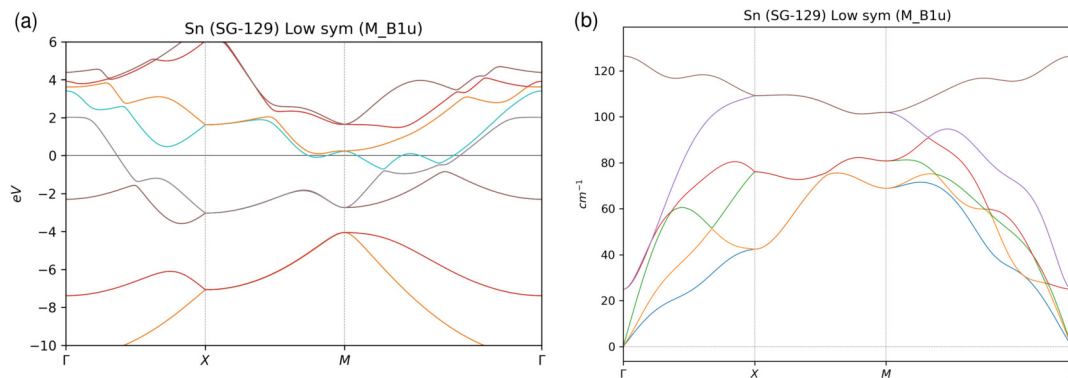 (a)
Sn (SG-129) Low sym (M_B1u)
6
4
2
0
−2
−4
−6
−8
−10
eV
Γ X M Γ
(b)
Sn (SG-129) Low sym (M_B1u)
120
100
80
60
40
20
0
cm⁻¹
Γ X M